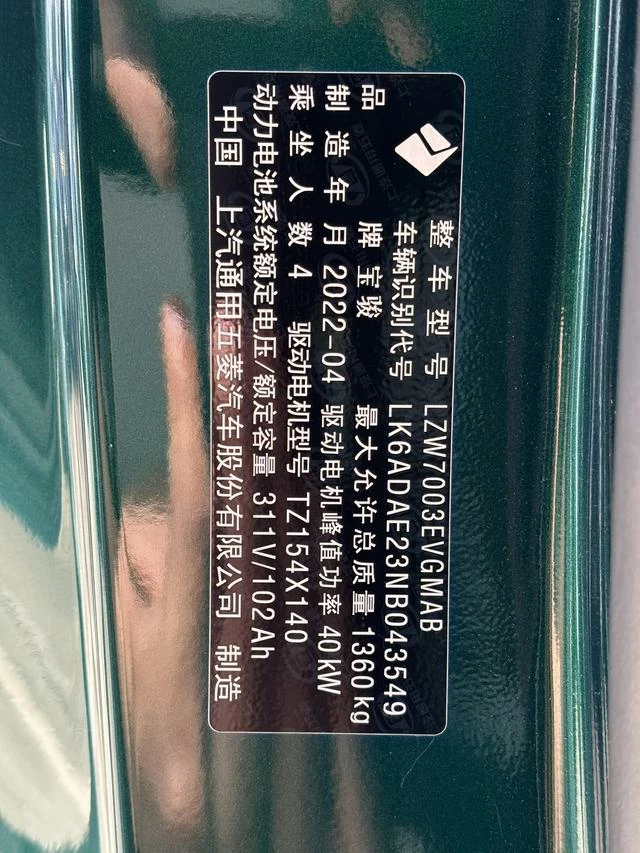 整车型号 LZW7003EVGMAB
车辆识别代号 LK6ADAE23NB043549
品牌 宝骏 最大允许总质量 1360kg
制造年月 2022-04 驱动电机峰值功率 40kW
乘坐人数 4 驱动电机型号 TZ154X140
动力电池系统额定电压/额定容量 311V/102Ah
中国 上汽通用五菱汽车股份有限公司 制造